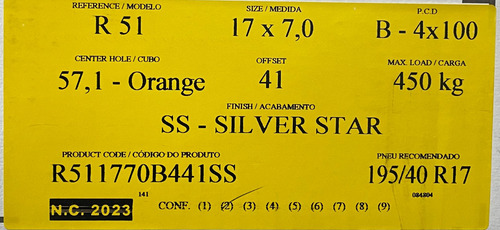 REFERENCE / MODELO SIZE / MEDIDA P.C.D
R 51 17 x 7,0 B - 4x100
CENTER HOLE / CUBO OFFSET MAX. LOAD / CARGA
57,1 - Orange 41 450 kg
FINISH / ACABAMENTO
SS - SILVER STAR
PRODUCT CODE / CÓDIGO DO PRODUTO PNEU RECOMENDADO
R511770B441SS 195/40 R17
141 084804
N.C. 2023 CONF. (1) (2) (3) (4) (5) (6) (7) (8) (9)